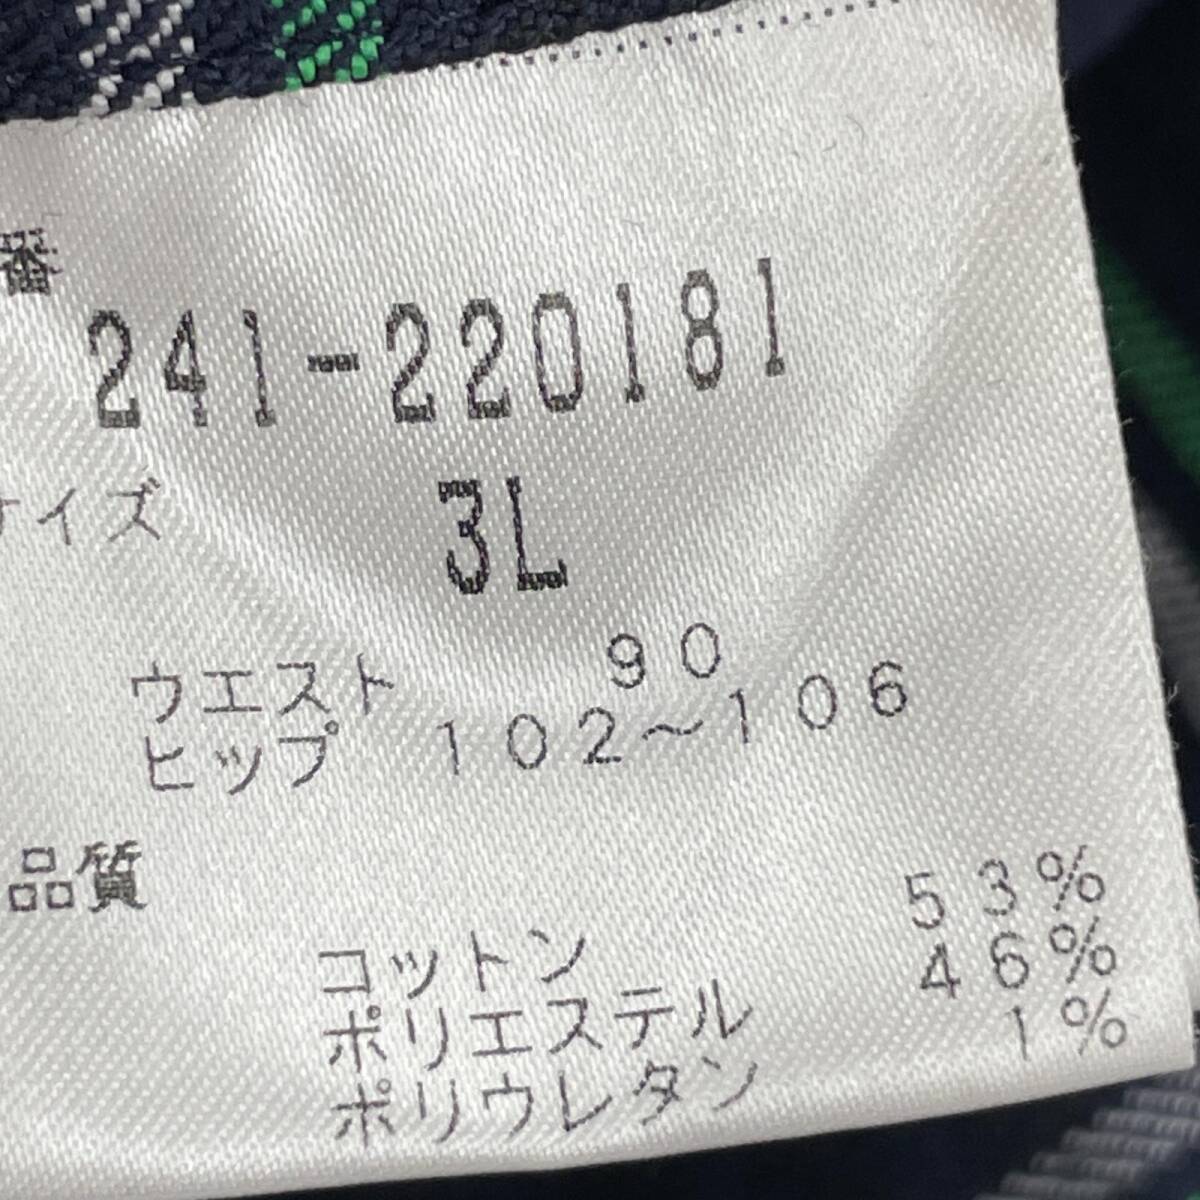 番
241-220181
サイズ 3L
ウエスト 90
ヒップ 102～106
品質
コットン 53%
ポリエステル 46%
ポリウレタン 1%